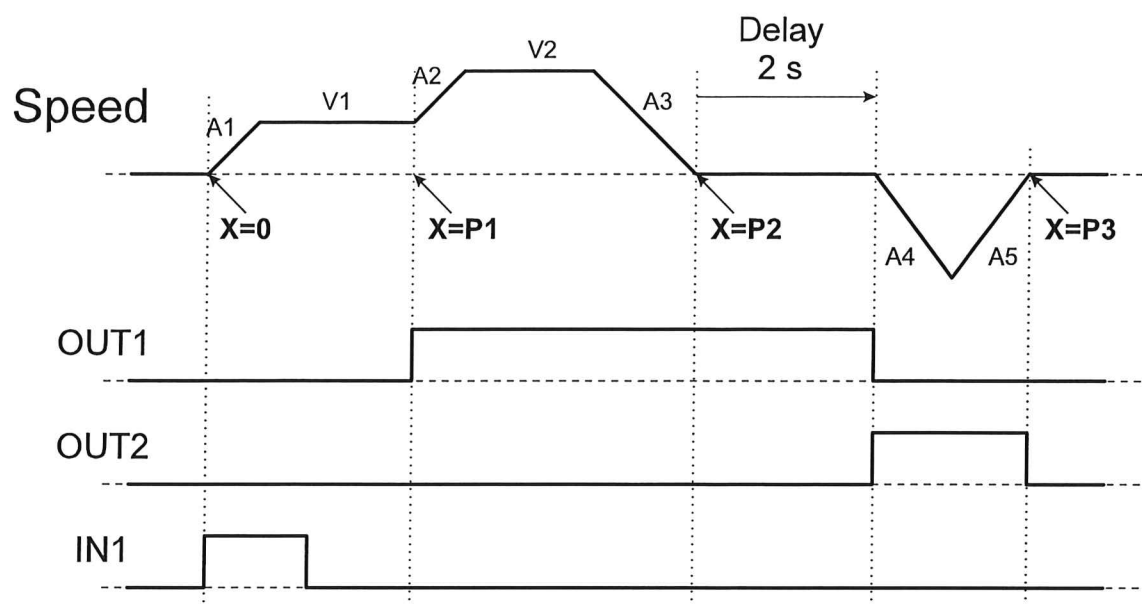 Delay
2 s
V2
A2
V1
A3
Speed
A1
X=0
X=P1
X=P2
X=P3
A4
A5
OUT1
OUT2
IN1